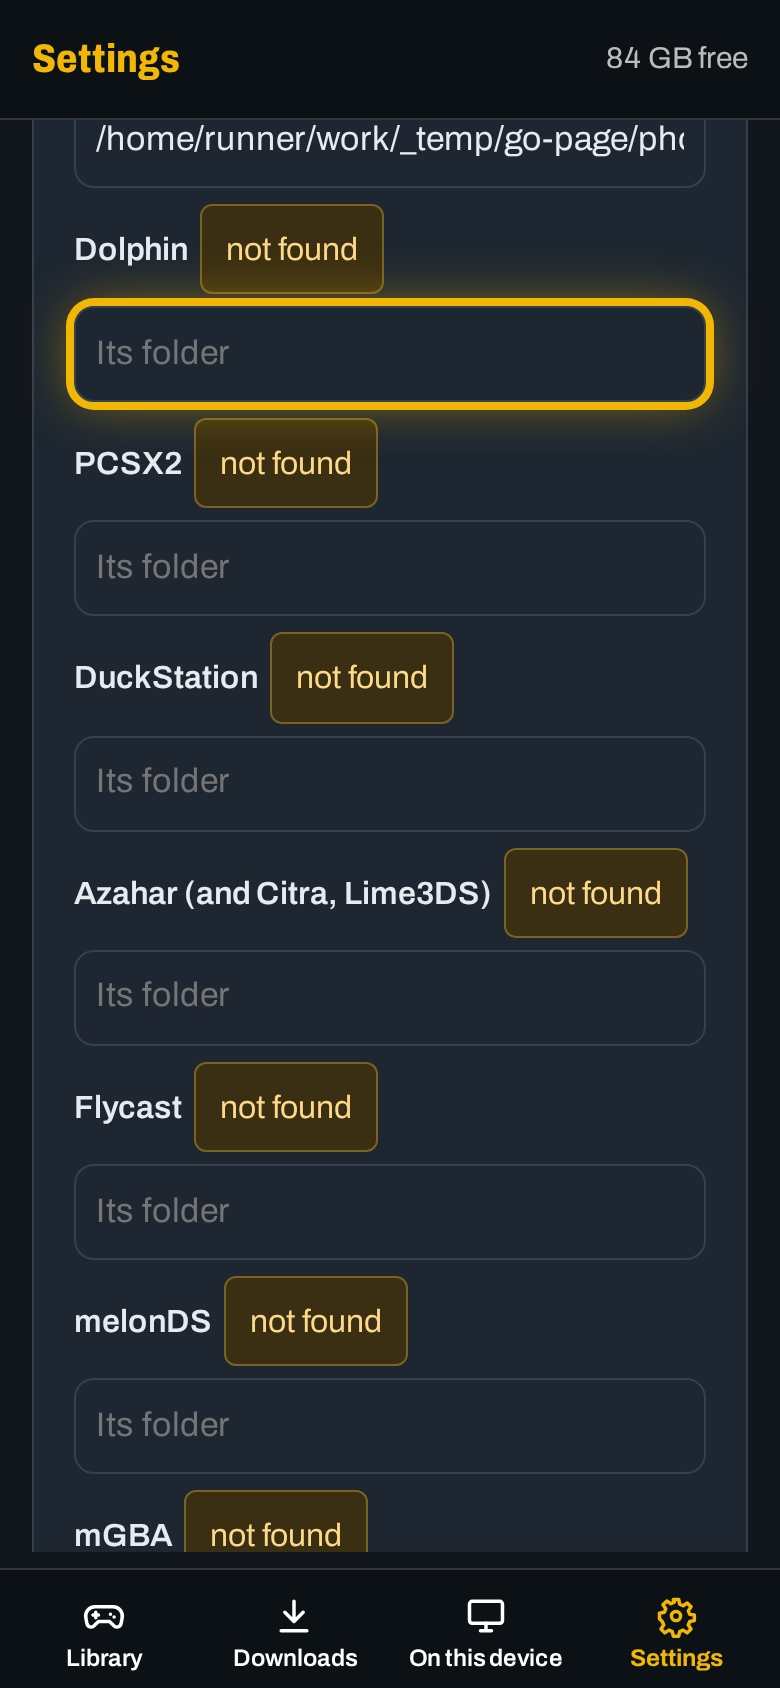 Settings
84 GB free
/home/runner/work/_temp/go-page/pho
Dolphin
not found
Its folder
PCSX2
not found
Its folder
DuckStation
not found
Its folder
Azahar (and Citra, Lime3DS)
not found
Its folder
Flycast
not found
Its folder
melonDS
not found
Its folder
mGBA
not found
Library
Downloads
On this device
Settings